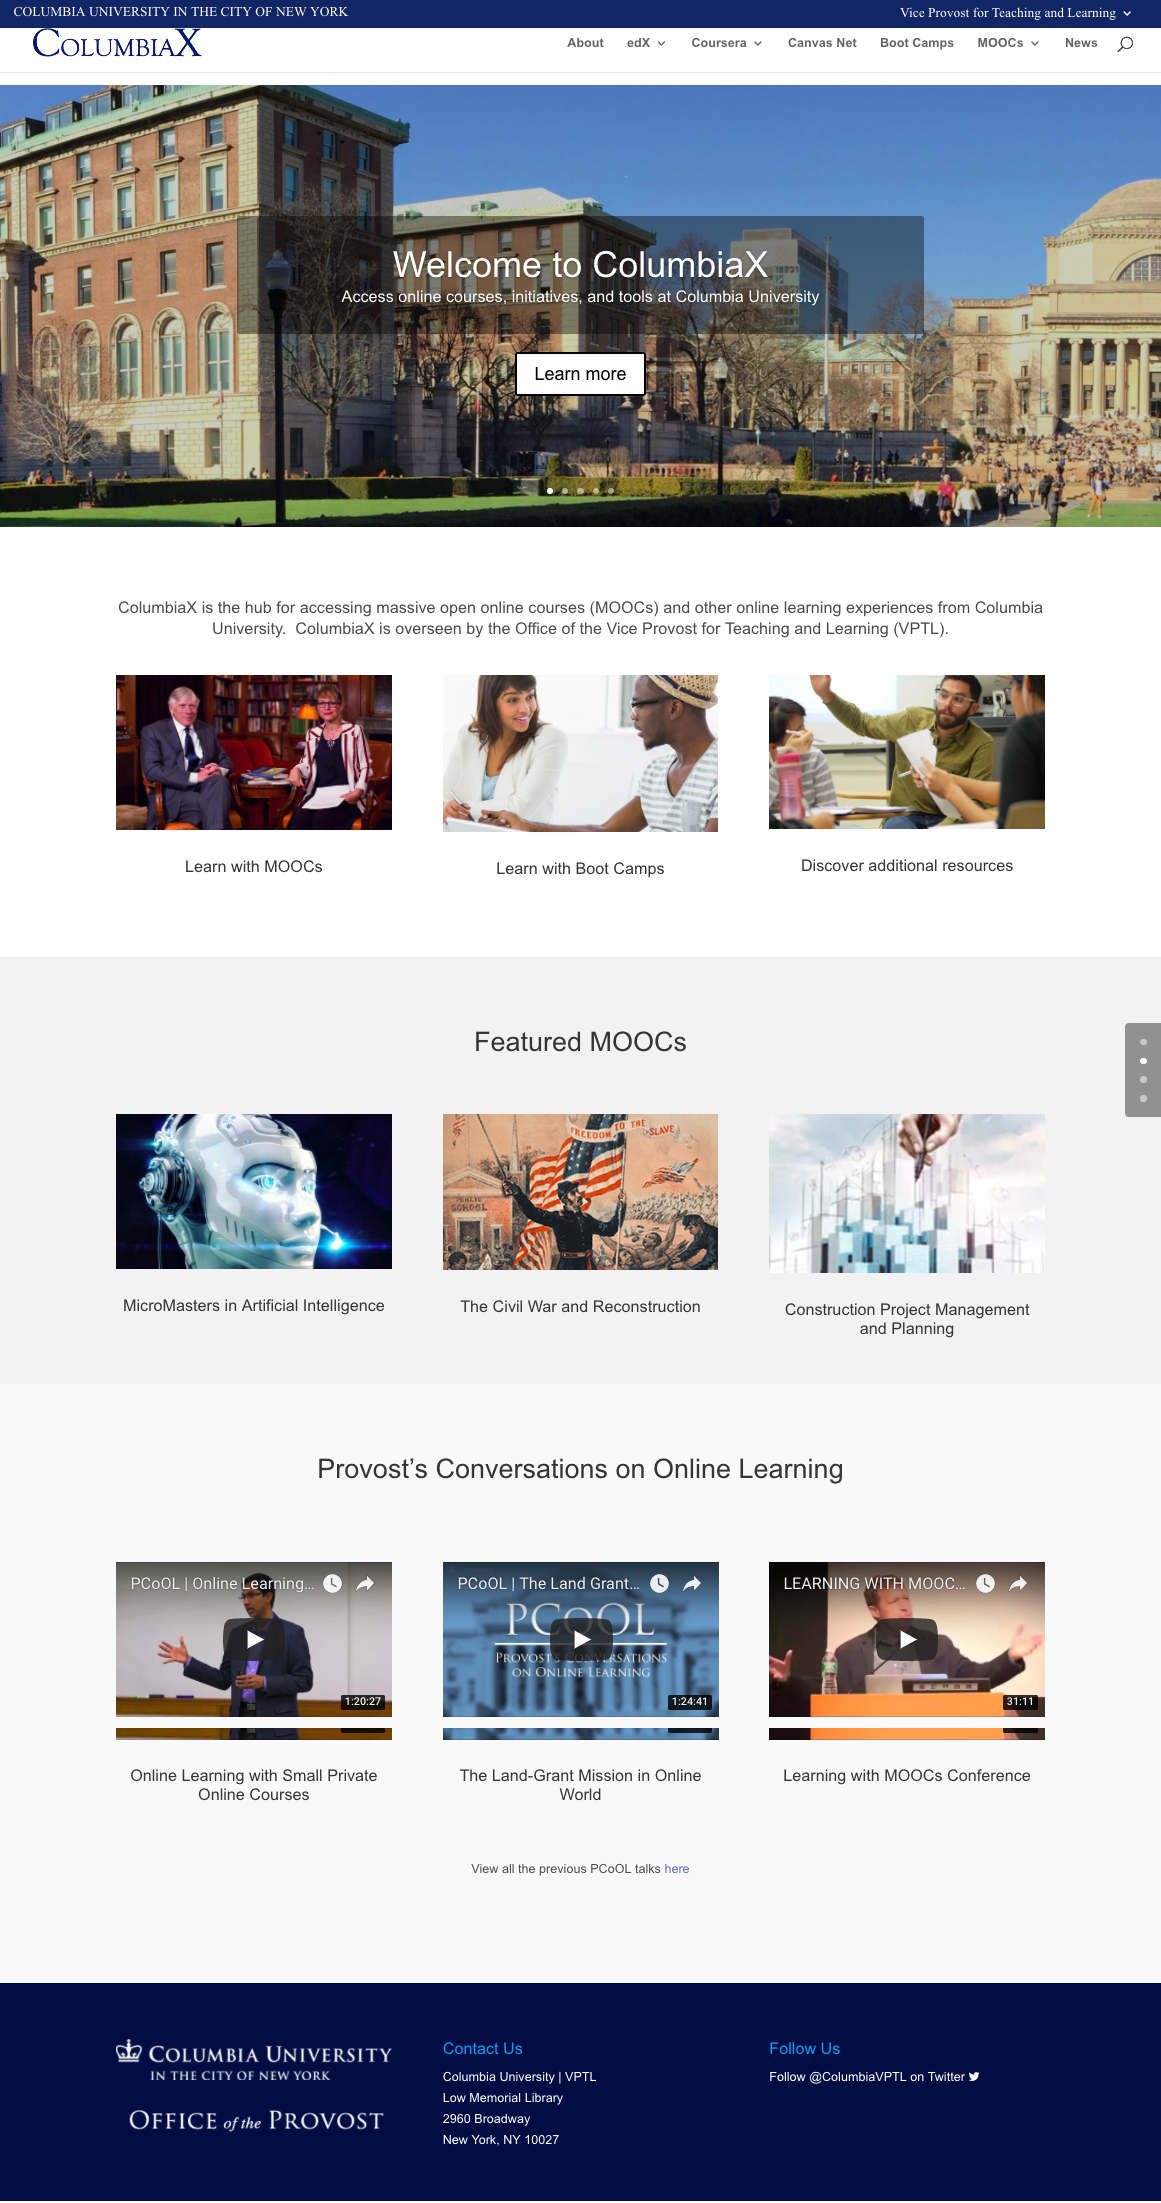 COLUMBIA UNIVERSITY IN THE CITY OF NEW YORK
Vice Provost for Teaching and Learning
COLUMBIAX
About edX Coursera Canvas Net Boot Camps MOOCs News
Welcome to ColumbiaX
Access online courses, initiatives, and tools at Columbia University
Learn more
ColumbiaX is the hub for accessing massive open online courses (MOOCs) and other online learning experiences from Columbia
University. ColumbiaX is overseen by the Office of the Vice Provost for Teaching and Learning (VPTL).
Learn with MOOCs
Learn with Boot Camps
Discover additional resources
Featured MOOCs
FREEDOM TO THE SLAVE
PUBLIC
SCHOOL
MicroMasters in Artificial Intelligence
The Civil War and Reconstruction
Construction Project Management
and Planning
Provost's Conversations on Online Learning
PCoOL | Online Learning...
1:20:27
PCoOL | The Land Grant...
PCoOL
PROVOST'S CONVERSATIONS
ON ONLINE LEARNING
1:24:41
LEARNING WITH MOOC...
31:11
Online Learning with Small Private
Online Courses
The Land-Grant Mission in Online
World
Learning with MOOCs Conference
View all the previous PCoOL talks here
COLUMBIA UNIVERSITY
IN THE CITY OF NEW YORK
OFFICE of the PROVOST
Contact Us
Columbia University | VPTL
Low Memorial Library
2960 Broadway
New York, NY 10027
Follow Us
Follow @ColumbiaVPTL on Twitter